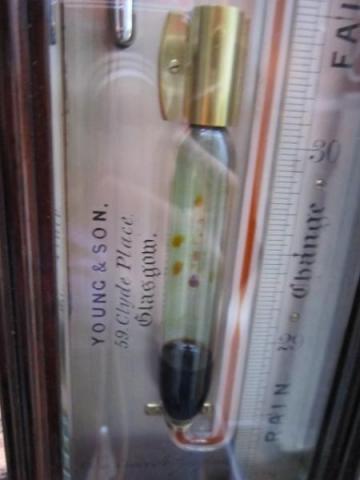 YOUNG & SON.
59 Clyde Place
Glasgow.
FAI
30
Change
29
RAIN